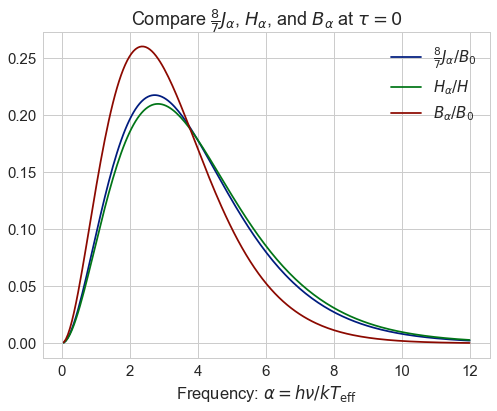 Compare $\frac{8}{7}J_\alpha$, $H_\alpha$, and $B_\alpha$ at $\tau = 0$
0.25
0.20
0.15
0.10
0.05
0.00
$\frac{8}{7}J_\alpha/B_0$
$H_\alpha/H$
$B_\alpha/B_0$
0 2 4 6 8 10 12
Frequency: $\alpha = h\nu/kT_{\mathrm{eff}}$